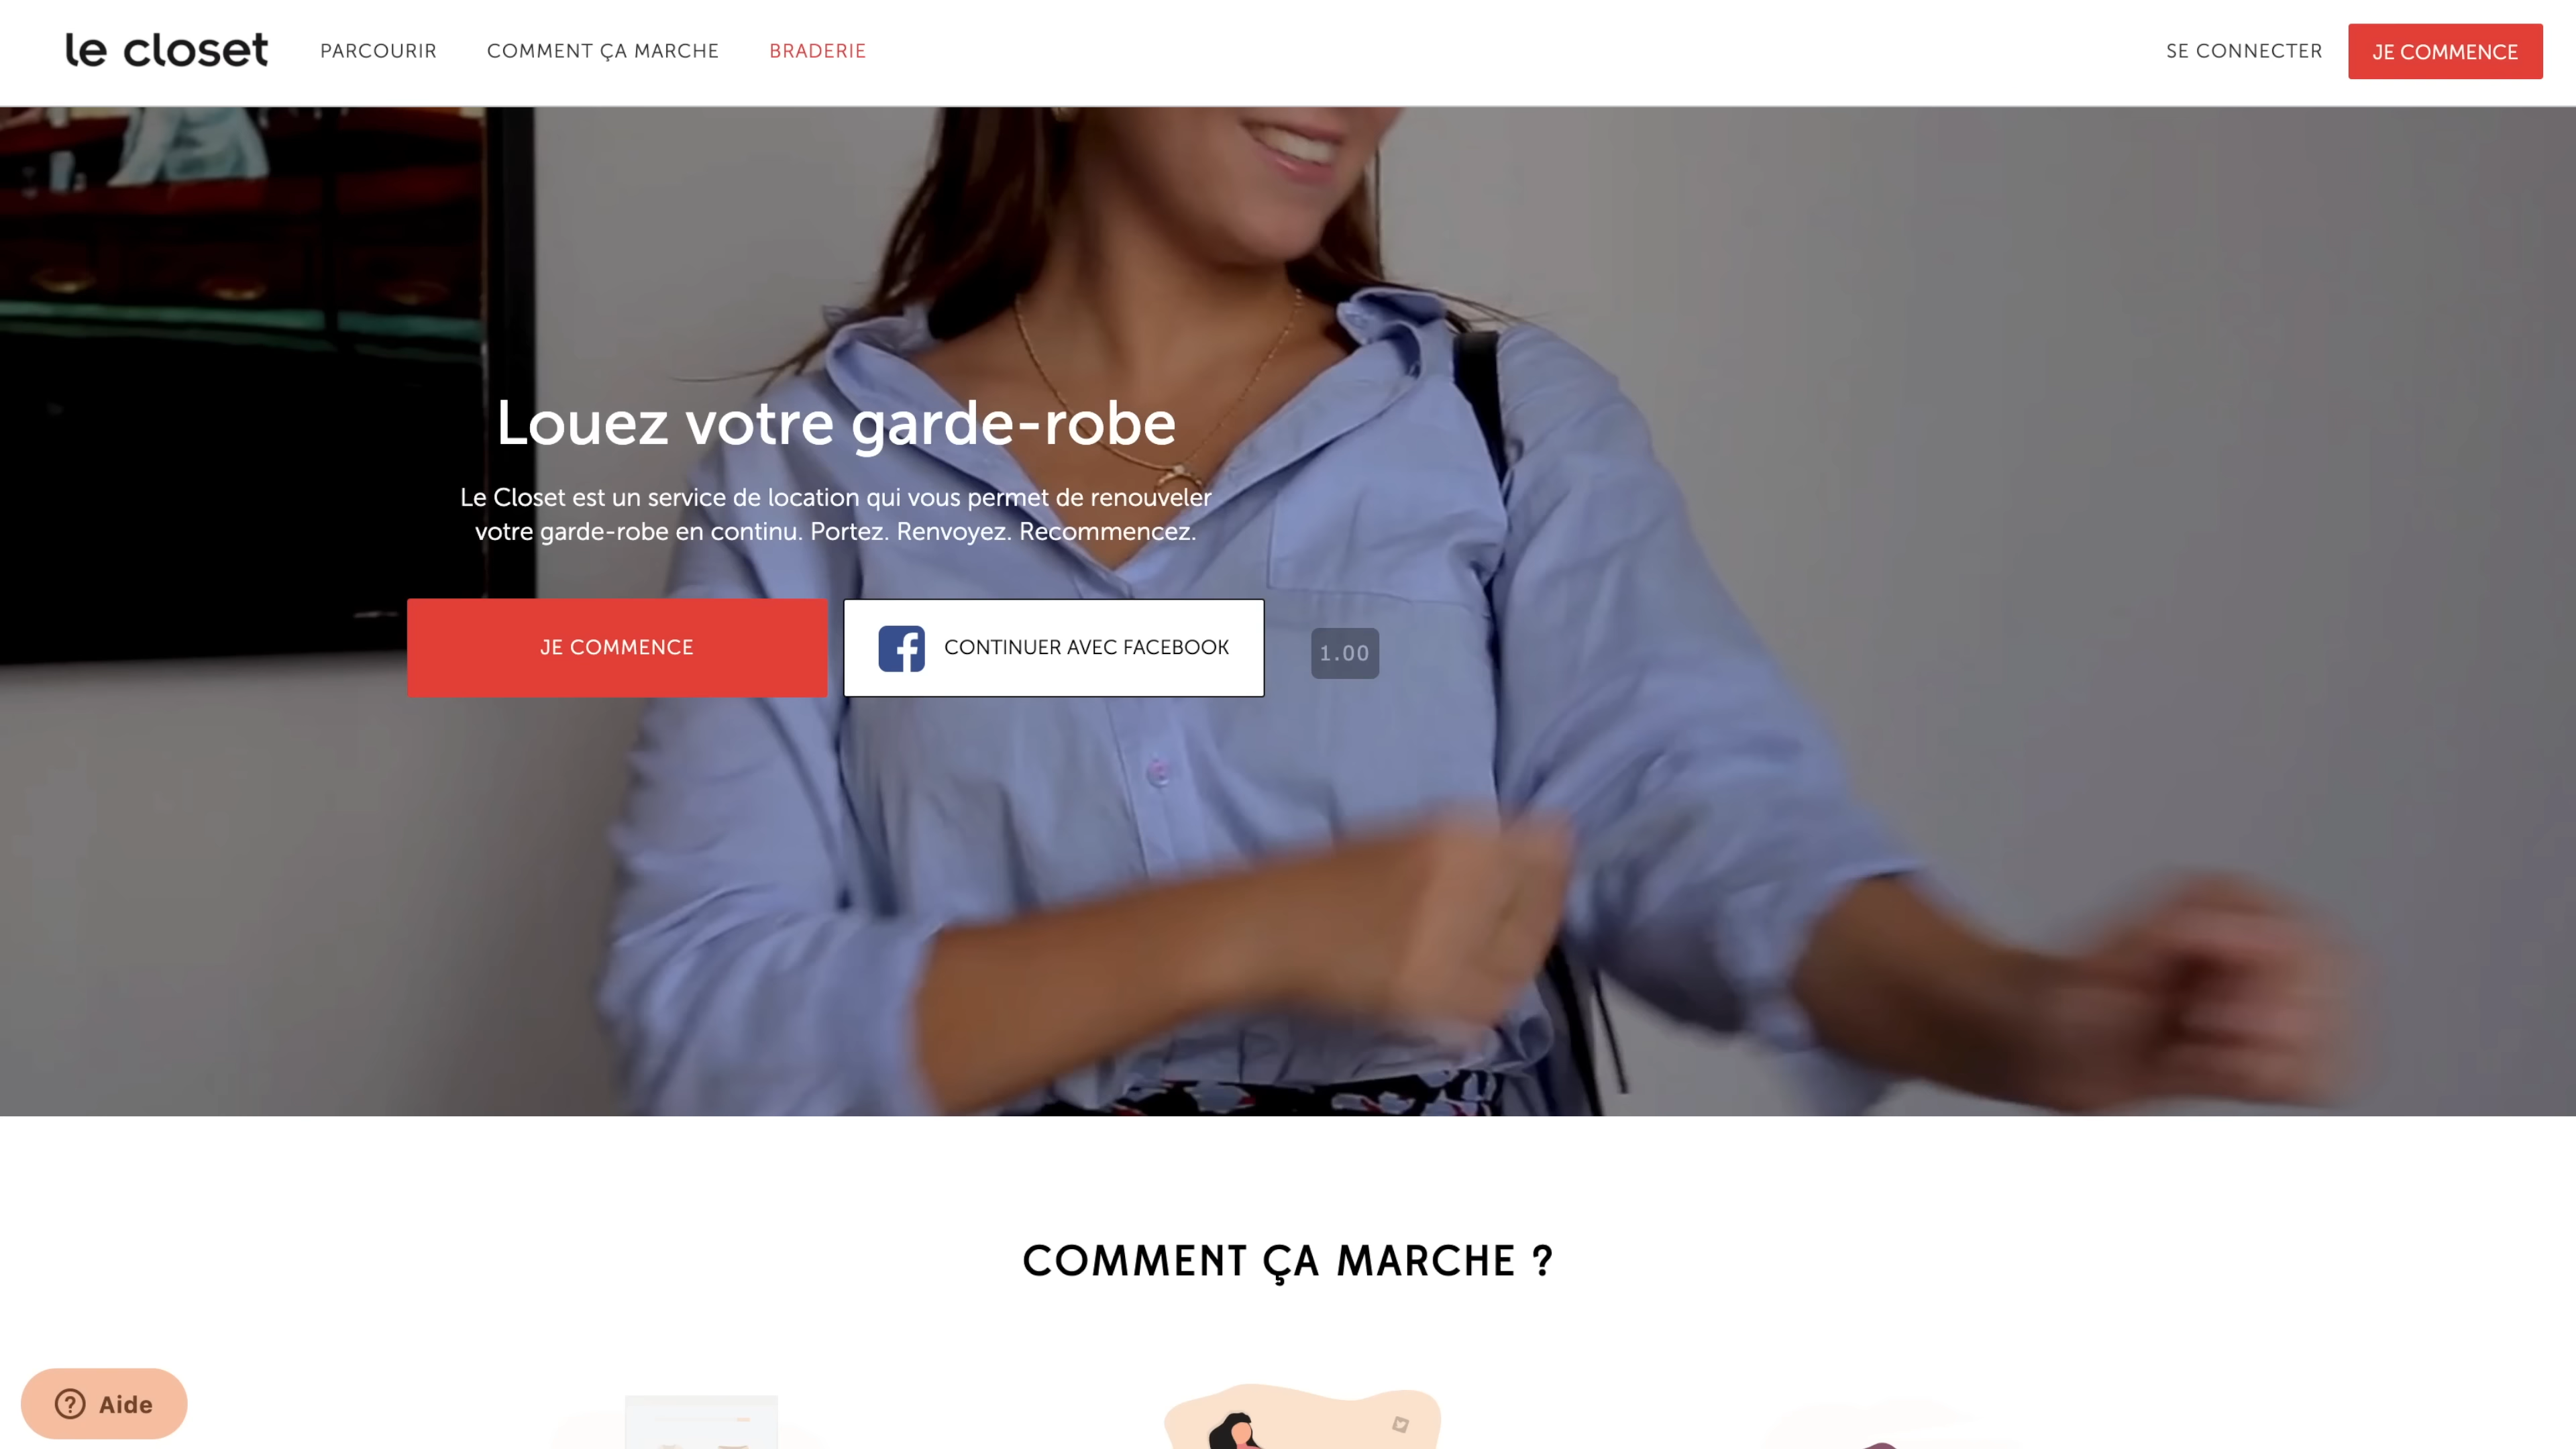 le closet
PARCOURIR
COMMENT ÇA MARCHE
BRADERIE
SE CONNECTER
JE COMMENCE
Louez votre garde-robe
Le Closet est un service de location qui vous permet de renouveler
votre garde-robe en continu. Portez. Renvoyez. Recommencez.
JE COMMENCE
CONTINUER AVEC FACEBOOK
1.00
COMMENT ÇA MARCHE ?
Aide